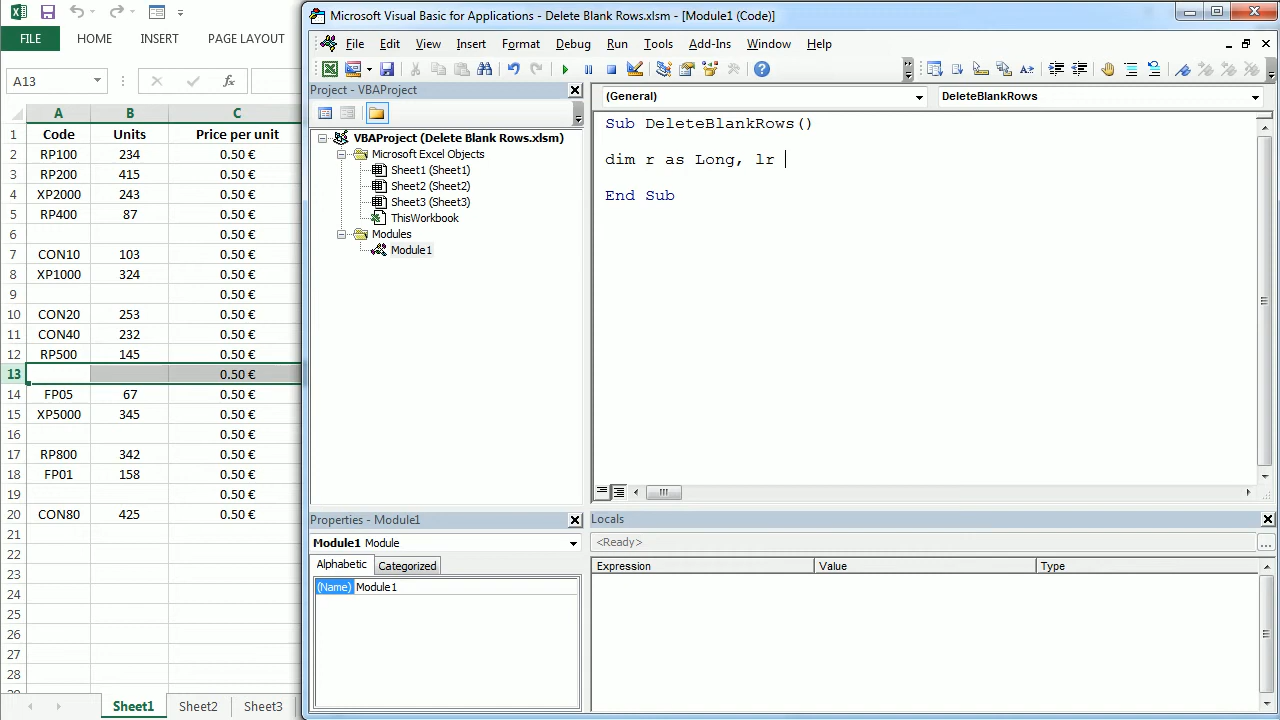 FILE HOME INSERT PAGE LAYOUT
A13 fx
A B C
1 Code Units Price per unit
2 RP100 234 0.50 €
3 RP200 415 0.50 €
4 XP2000 243 0.50 €
5 RP400 87 0.50 €
6 0.50 €
7 CON10 103 0.50 €
8 XP1000 324 0.50 €
9 0.50 €
10 CON20 253 0.50 €
11 CON40 232 0.50 €
12 RP500 145 0.50 €
13 0.50 €
14 FP05 67 0.50 €
15 XP5000 345 0.50 €
16 0.50 €
17 RP800 342 0.50 €
18 FP01 158 0.50 €
19 0.50 €
20 CON80 425 0.50 €
21
22
23
24
25
26
27
28
Sheet1 Sheet2 Sheet3
Microsoft Visual Basic for Applications - Delete Blank Rows.xlsm - [Module1 (Code)]
File Edit View Insert Format Debug Run Tools Add-Ins Window Help
Project - VBAProject
VBAProject (Delete Blank Rows.xlsm)
Microsoft Excel Objects
Sheet1 (Sheet1)
Sheet2 (Sheet2)
Sheet3 (Sheet3)
ThisWorkbook
Modules
Module1
Properties - Module1
Module1 Module
Alphabetic Categorized
(Name) Module1
(General) DeleteBlankRows
Sub DeleteBlankRows()
dim r as Long, lr
End Sub
Locals
<Ready>
Expression Value Type